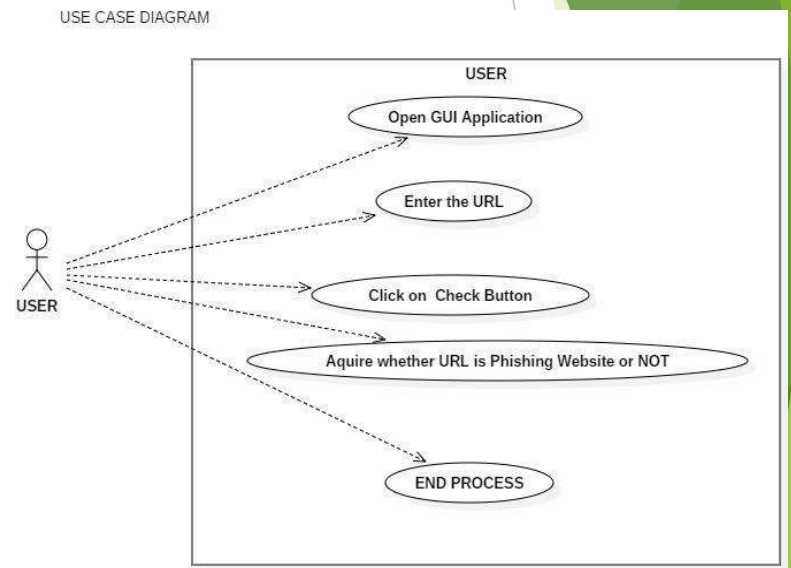 USE CASE DIAGRAM
USER
Open GUI Application
Enter the URL
USER
Click on Check Button
Aquire whether URL is Phishing Website or NOT
END PROCESS